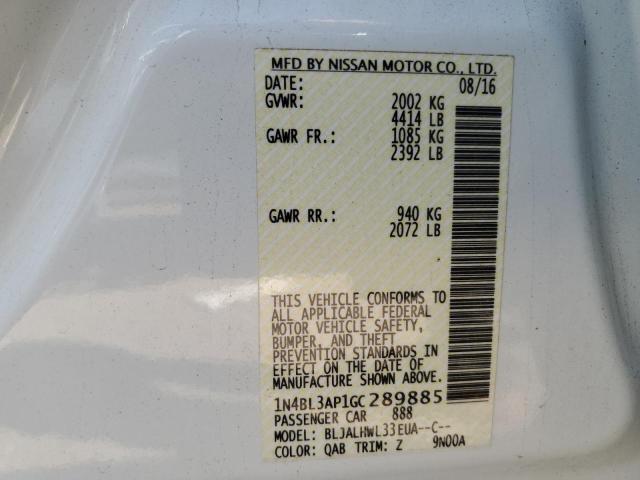 MFD BY NISSAN MOTOR CO., LTD.
DATE: 08/16
GVWR: 2002 KG
4414 LB
GAWR FR.: 1085 KG
2392 LB
GAWR RR.: 940 KG
2072 LB
THIS VEHICLE CONFORMS TO
ALL APPLICABLE FEDERAL
MOTOR VEHICLE SAFETY,
BUMPER, AND THEFT
PREVENTION STANDARDS IN
EFFECT ON THE DATE OF
MANUFACTURE SHOWN ABOVE.
1N4BL3AP1GC289885
PASSENGER CAR 888
MODEL: BLJALHWL33EUA--C--
COLOR: QAB TRIM: Z 9N00A